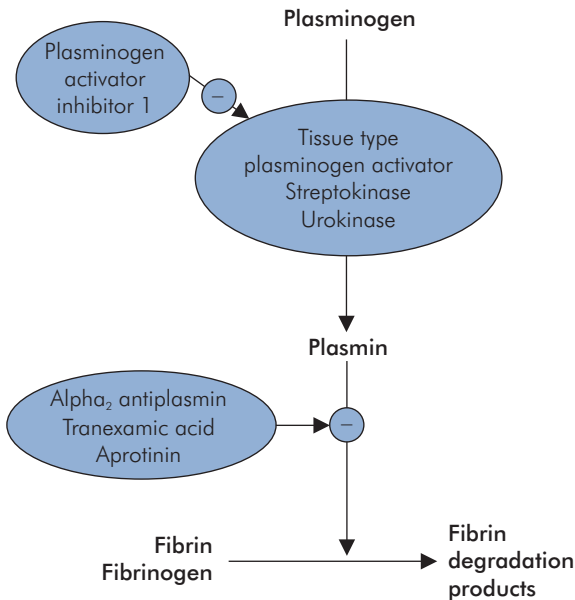 Plasminogen
Plasminogen
activator
inhibitor 1
−
Tissue type
plasminogen activator
Streptokinase
Urokinase
Plasmin
Alpha₂ antiplasmin
Tranexamic acid
Aprotinin
−
Fibrin
Fibrinogen
Fibrin
degradation
products